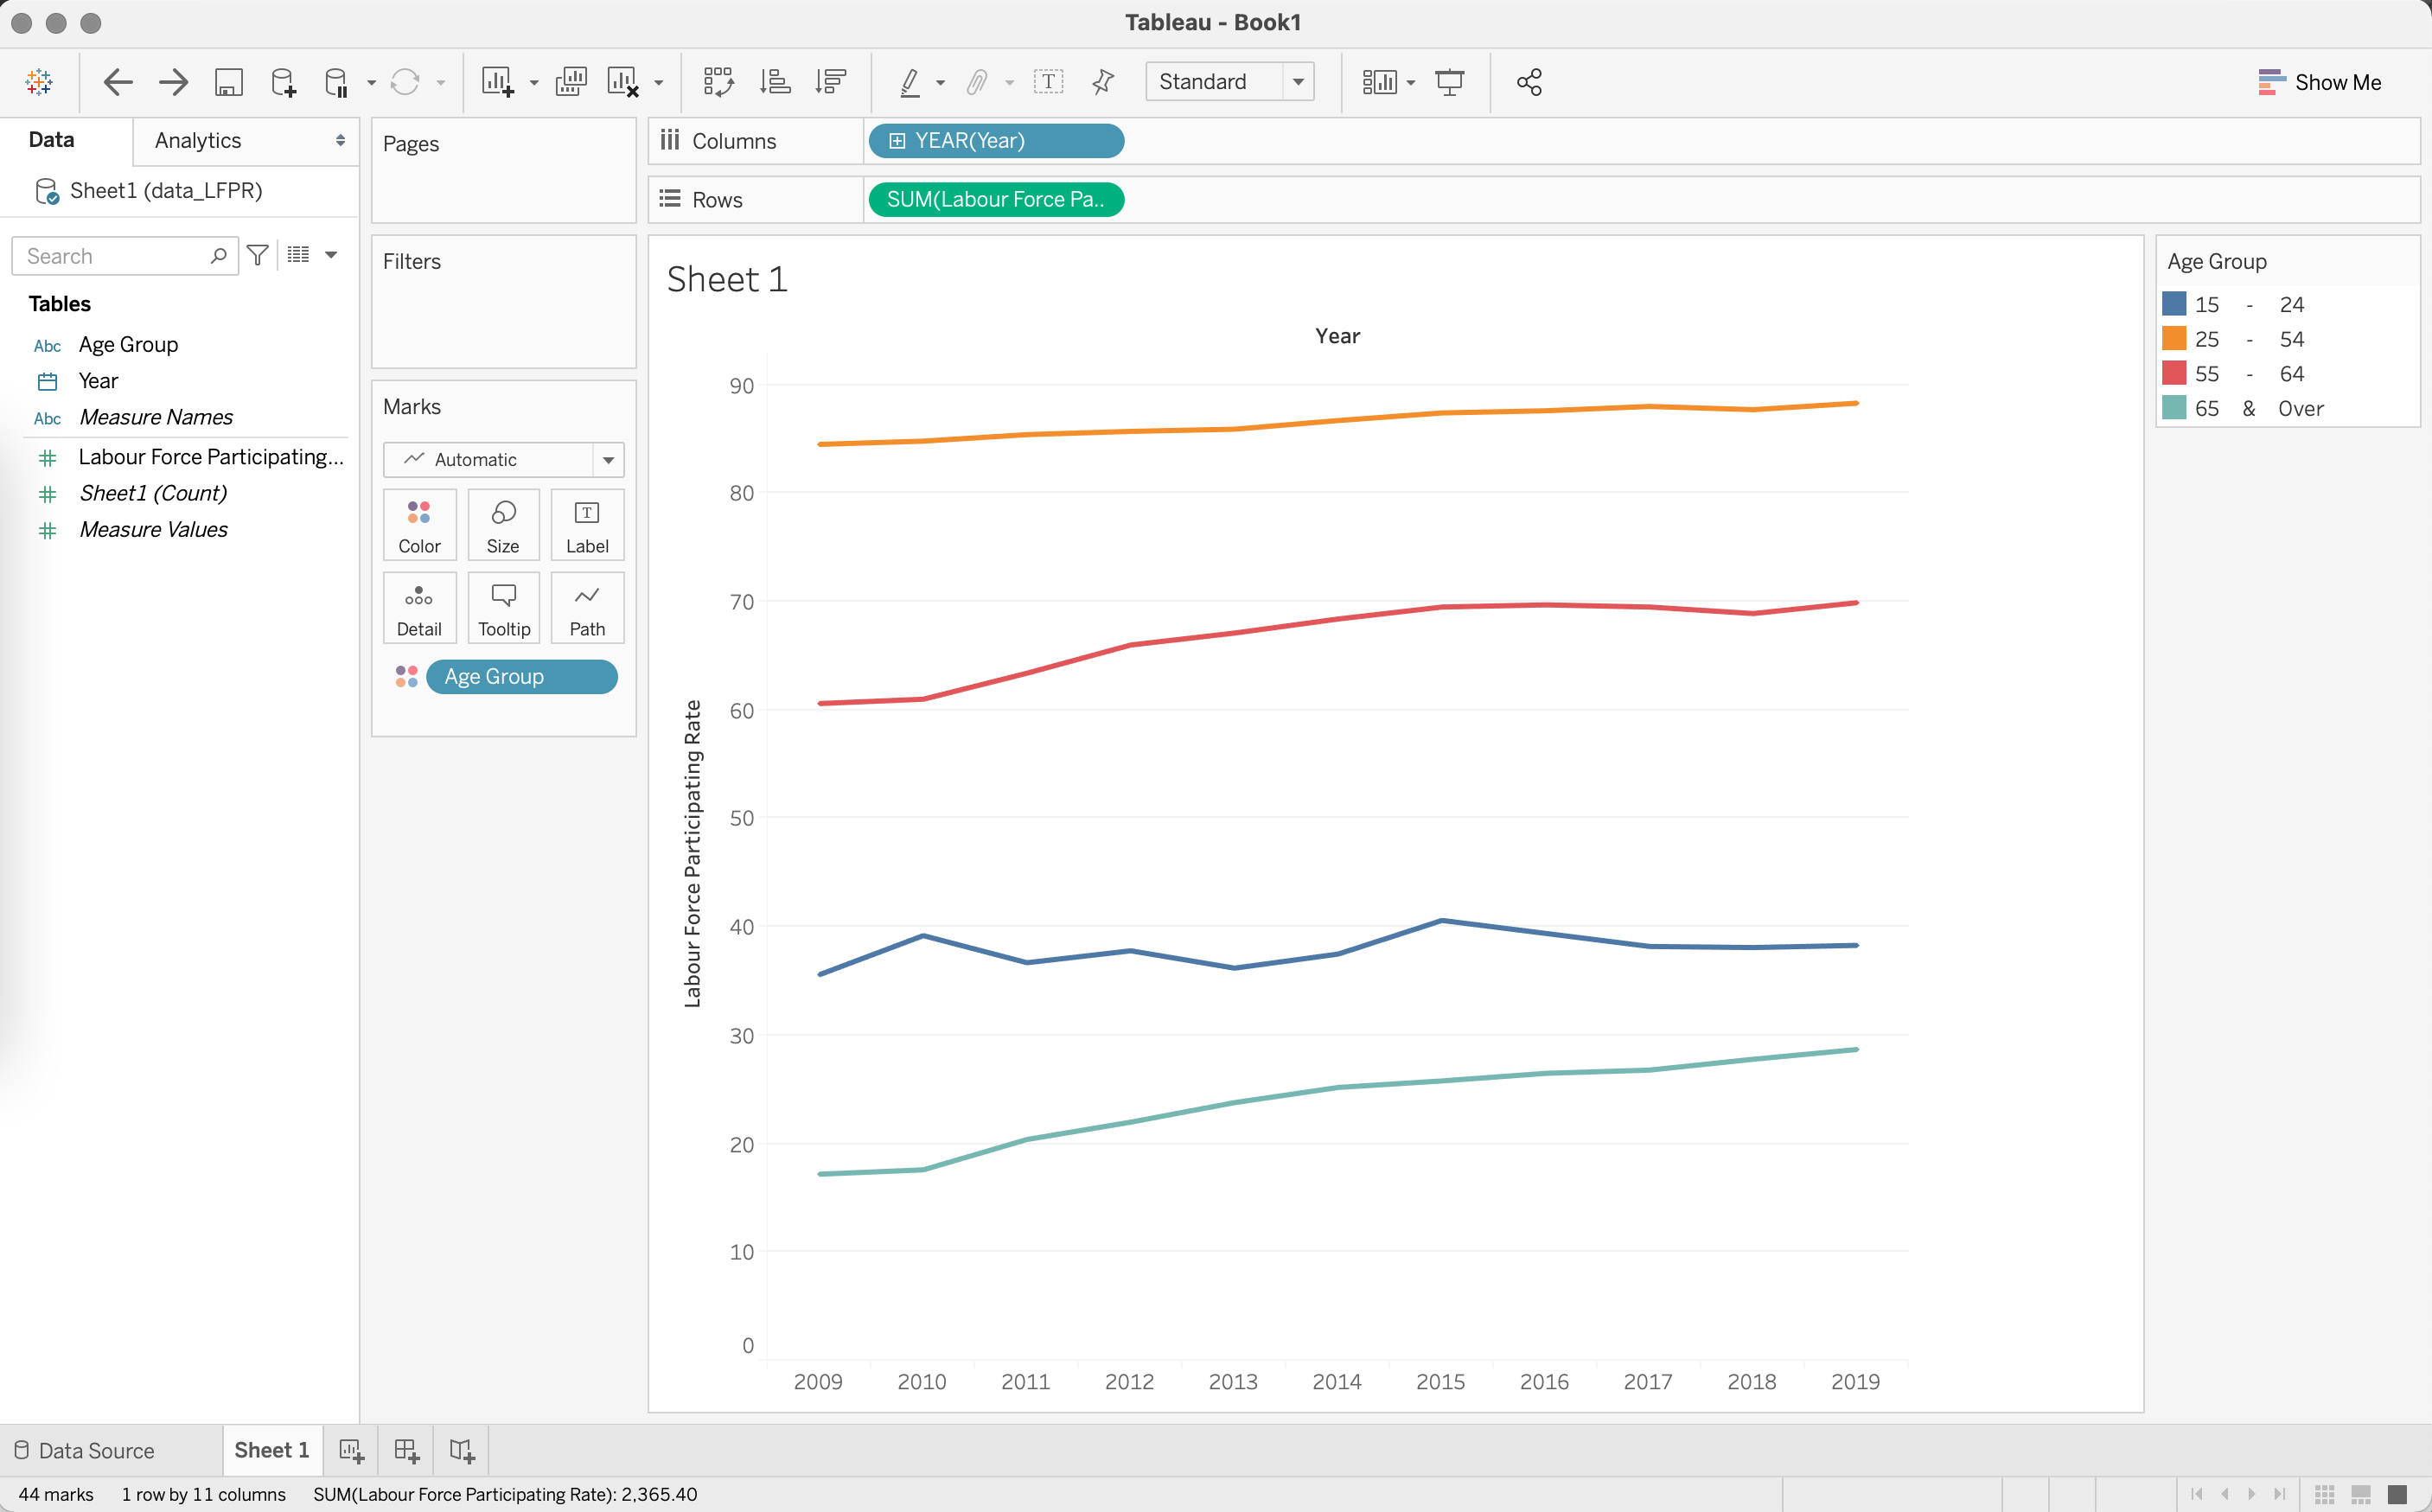 Tableau - Book1
Standard
Show Me
Data
Analytics
Sheet1 (data_LFPR)
Search
Tables
Abc Age Group
Year
Abc Measure Names
Labour Force Participating...
Sheet1 (Count)
Measure Values
Pages
Filters
Marks
Automatic
Color
Size
Label
Detail
Tooltip
Path
Age Group
Columns
YEAR(Year)
Rows
SUM(Labour Force Pa..
Sheet 1
Year
Labour Force Participating Rate
90
80
70
60
50
40
30
20
10
0
2009 2010 2011 2012 2013 2014 2015 2016 2017 2018 2019
Age Group
15 - 24
25 - 54
55 - 64
65 & Over
Data Source
Sheet 1
44 marks 1 row by 11 columns SUM(Labour Force Participating Rate): 2,365.40